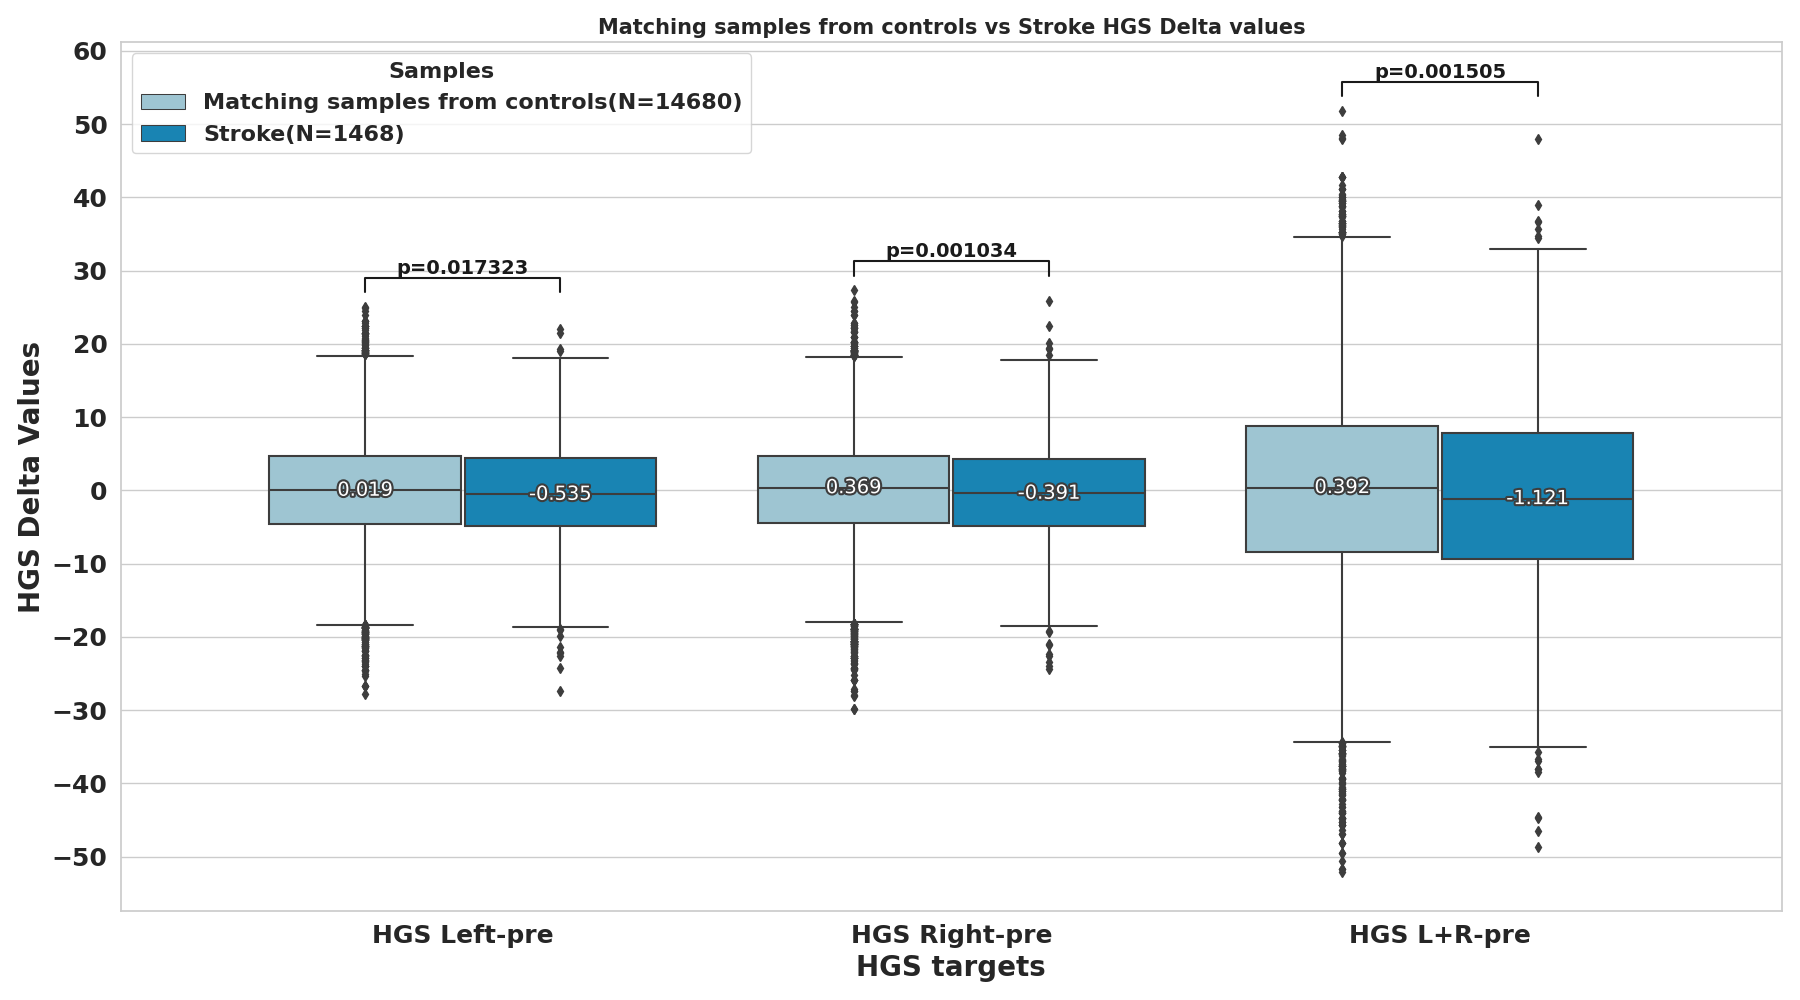 Matching samples from controls vs Stroke HGS Delta values
Samples
Matching samples from controls(N=14680)
Stroke(N=1468)
HGS Delta Values
60
50
40
30
20
10
0
−10
−20
−30
−40
−50
p=0.017323
p=0.001034
p=0.001505
0.019
-0.535
0.369
-0.391
0.392
-1.121
HGS Left-pre
HGS Right-pre
HGS L+R-pre
HGS targets